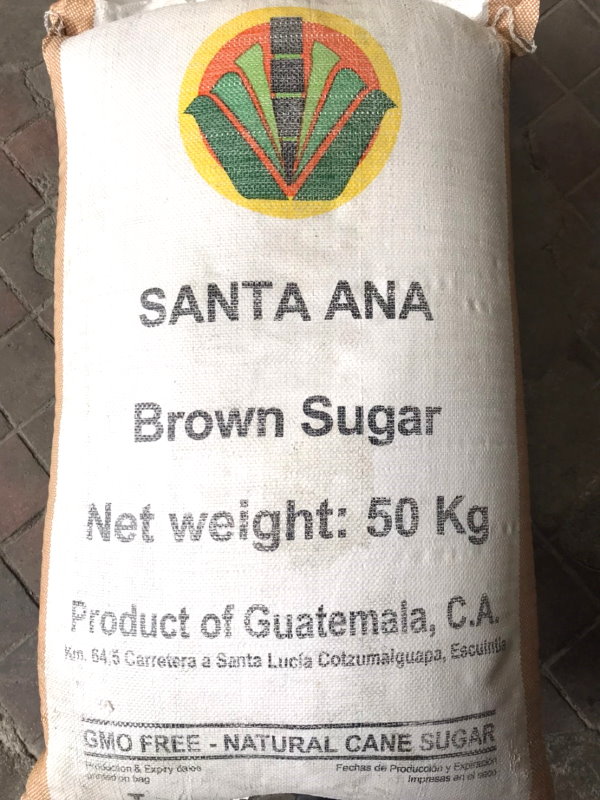 SANTA ANA
Brown Sugar
Net weight: 50 Kg
Product of Guatemala, C.A.
Km. 64,5 Carretera a Santa Lucía Cotzumalguapa, Escuintla
GMO FREE - NATURAL CANE SUGAR
Production & Expiry dates
printed on bag
Fechas de Producción y Expiración
Impresas en el saco